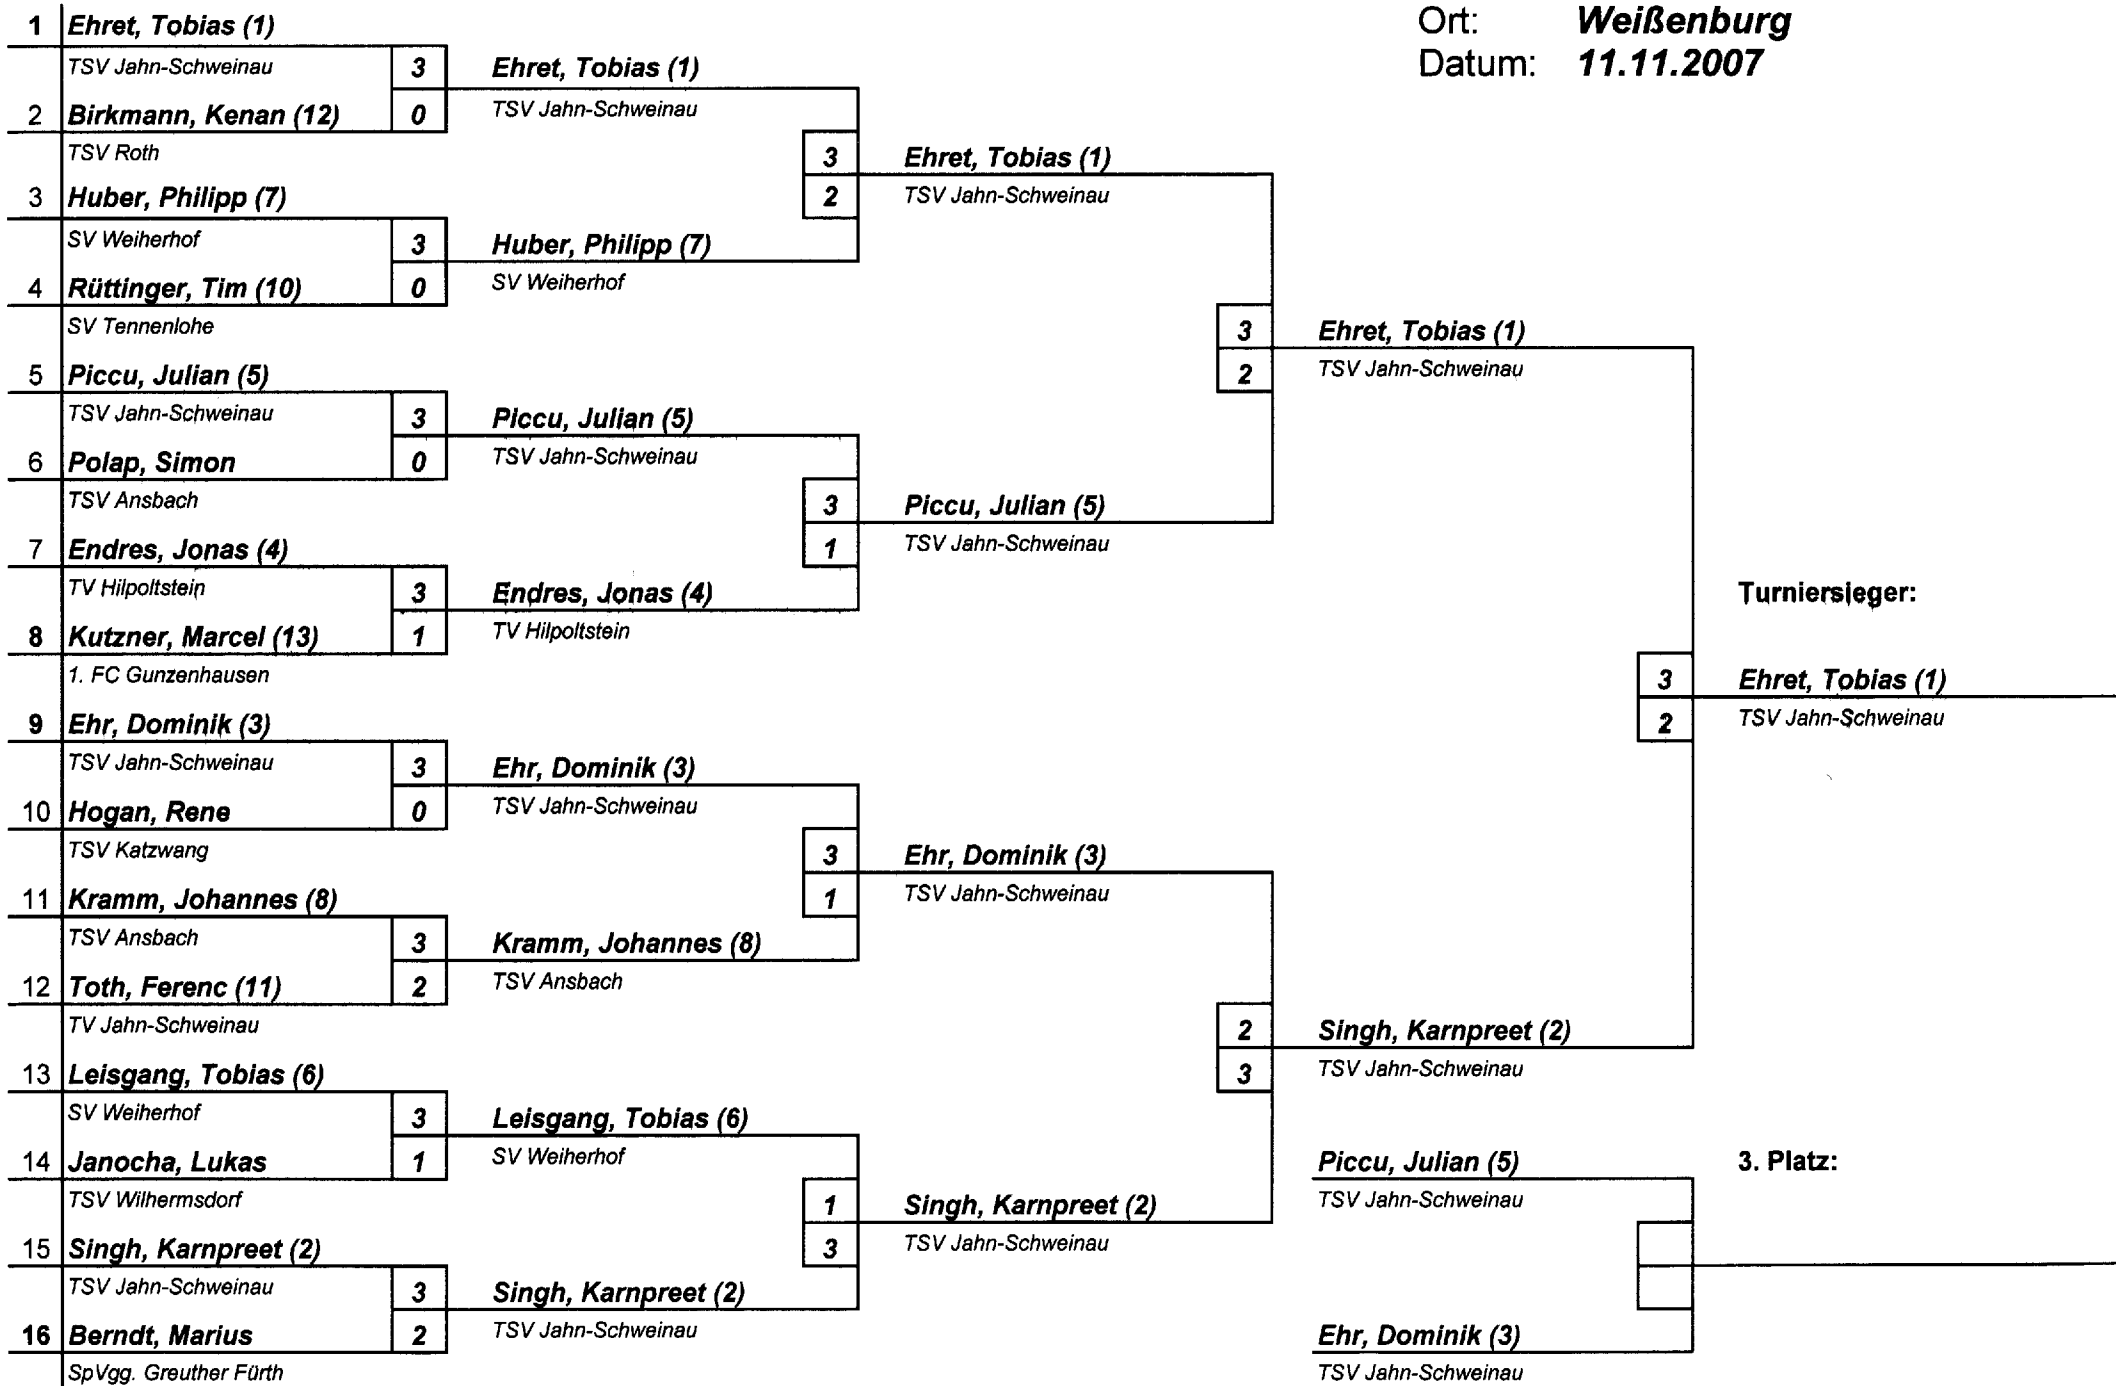 Ort: Weißenburg
Datum: 11.11.2007
1 Ehret, Tobias (1)
TSV Jahn-Schweinau 3
2 Birkmann, Kenan (12) 0
TSV Roth
3 Huber, Philipp (7)
SV Weiherhof 3
4 Rüttinger, Tim (10) 0
SV Tennenlohe
5 Piccu, Julian (5)
TSV Jahn-Schweinau 3
6 Polap, Simon 0
TSV Ansbach
7 Endres, Jonas (4)
TV Hilpoltstein 3
8 Kutzner, Marcel (13) 1
1. FC Gunzenhausen
9 Ehr, Dominik (3)
TSV Jahn-Schweinau 3
10 Hogan, Rene 0
TSV Katzwang
11 Kramm, Johannes (8)
TSV Ansbach 3
12 Toth, Ferenc (11) 2
TV Jahn-Schweinau
13 Leisgang, Tobias (6)
SV Weiherhof 3
14 Janocha, Lukas 1
TSV Wilhermsdorf
15 Singh, Karnpreet (2)
TSV Jahn-Schweinau 3
16 Berndt, Marius 2
SpVgg. Greuther Fürth
Ehret, Tobias (1)
TSV Jahn-Schweinau
3
2
Huber, Philipp (7)
SV Weiherhof
Piccu, Julian (5)
TSV Jahn-Schweinau
3
1
Endres, Jonas (4)
TV Hilpoltstein
Ehr, Dominik (3)
TSV Jahn-Schweinau
3
1
Kramm, Johannes (8)
TSV Ansbach
Leisgang, Tobias (6)
SV Weiherhof
1
3
Singh, Karnpreet (2)
TSV Jahn-Schweinau
Ehret, Tobias (1)
TSV Jahn-Schweinau
3
2
Piccu, Julian (5)
TSV Jahn-Schweinau
Ehr, Dominik (3)
TSV Jahn-Schweinau
2
3
Singh, Karnpreet (2)
TSV Jahn-Schweinau
Ehret, Tobias (1)
TSV Jahn-Schweinau
3
2
Singh, Karnpreet (2)
TSV Jahn-Schweinau
Turniersieger:
Ehret, Tobias (1)
TSV Jahn-Schweinau
Piccu, Julian (5)
TSV Jahn-Schweinau
3. Platz:
Ehr, Dominik (3)
TSV Jahn-Schweinau